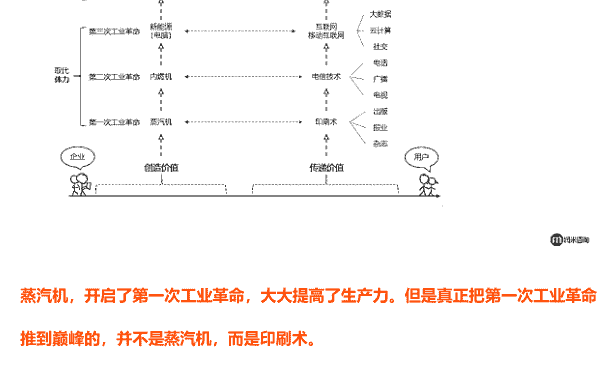 大数据
第三次工业革命 新能源 (电脑) 互联网 移动互联网 云计算
社交
电话
取代体力 第二次工业革命 内燃机 电信技术 广播
电视
出版
第一次工业革命 蒸汽机 印刷术 报业
杂志
企业 用户
创造价值 传递价值
润米咨询
蒸汽机，开启了第一次工业革命，大大提高了生产力。但是真正把第一次工业革命
推到巅峰的，并不是蒸汽机，而是印刷术。